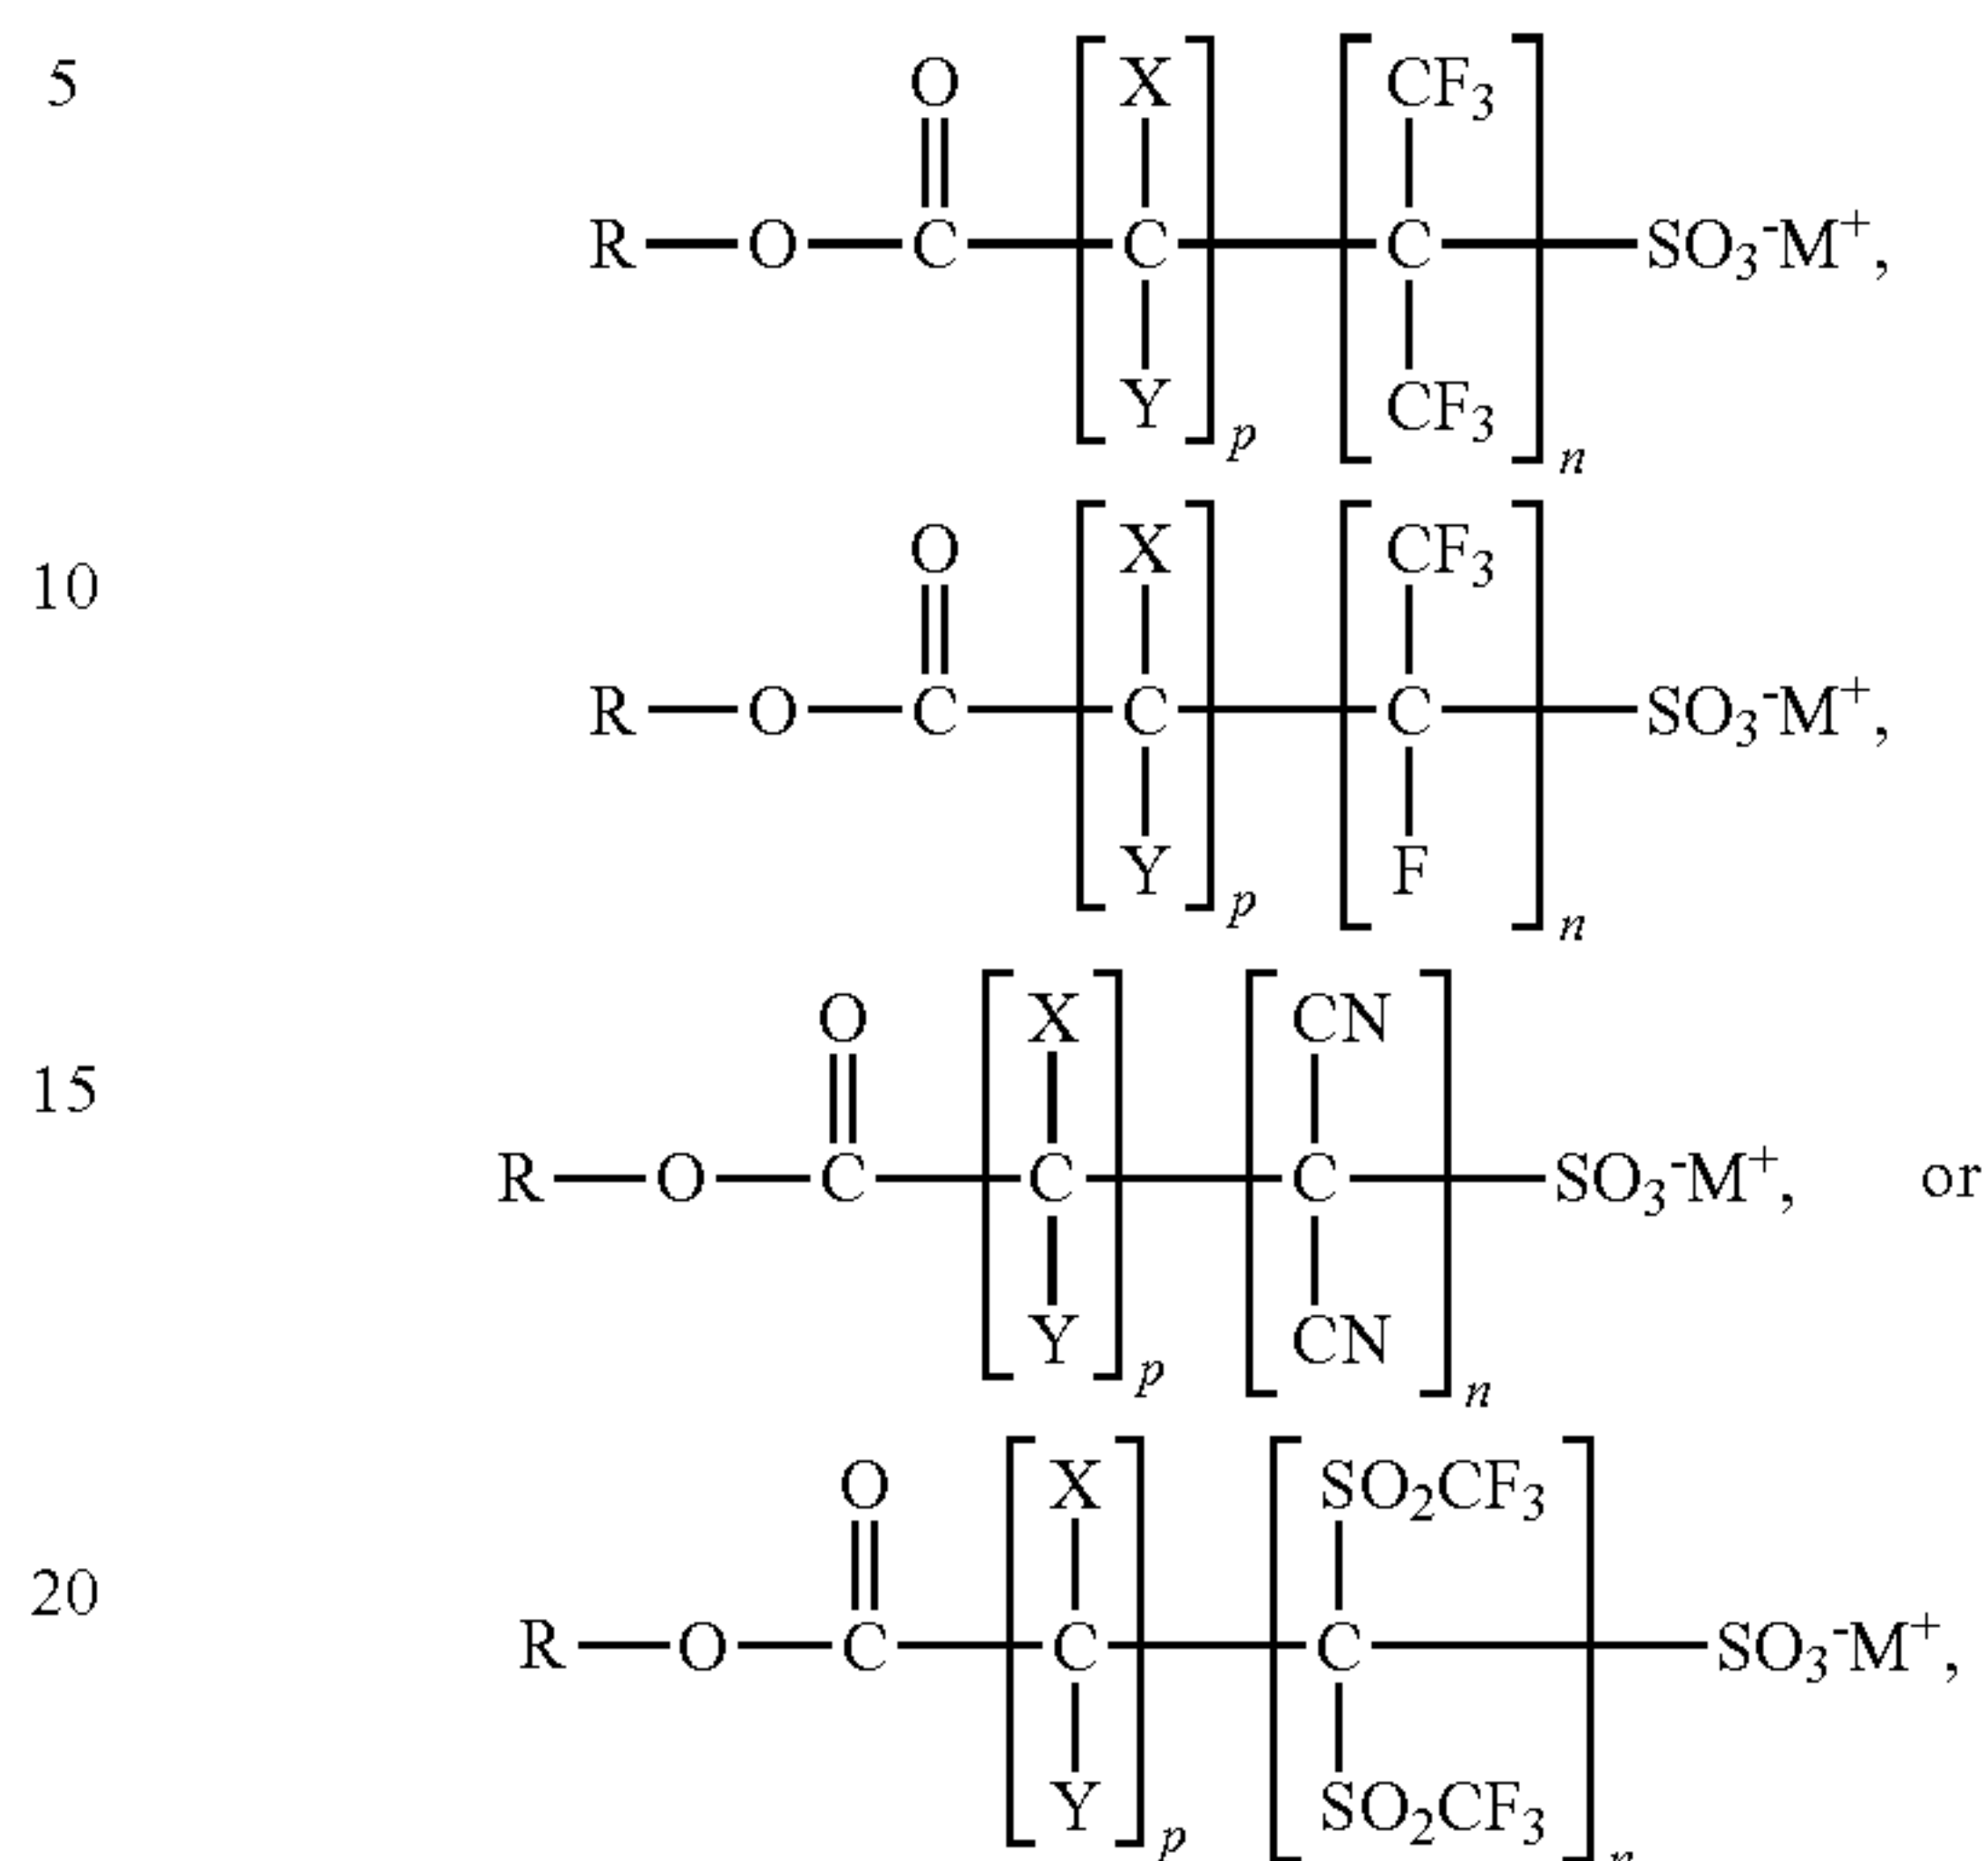 5
O X CF3
R—O—C—[C]—[C]—SO3-M+,
Y p CF3 n
10
O X CF3
R—O—C—[C]—[C]—SO3-M+,
Y p F n
15
O X CN
R—O—C—[C]—[C]—SO3-M+, or
Y p CN n
20
O X SO2CF3
R—O—C—[C]—[C]—SO3-M+,
Y p SO2CF3 n